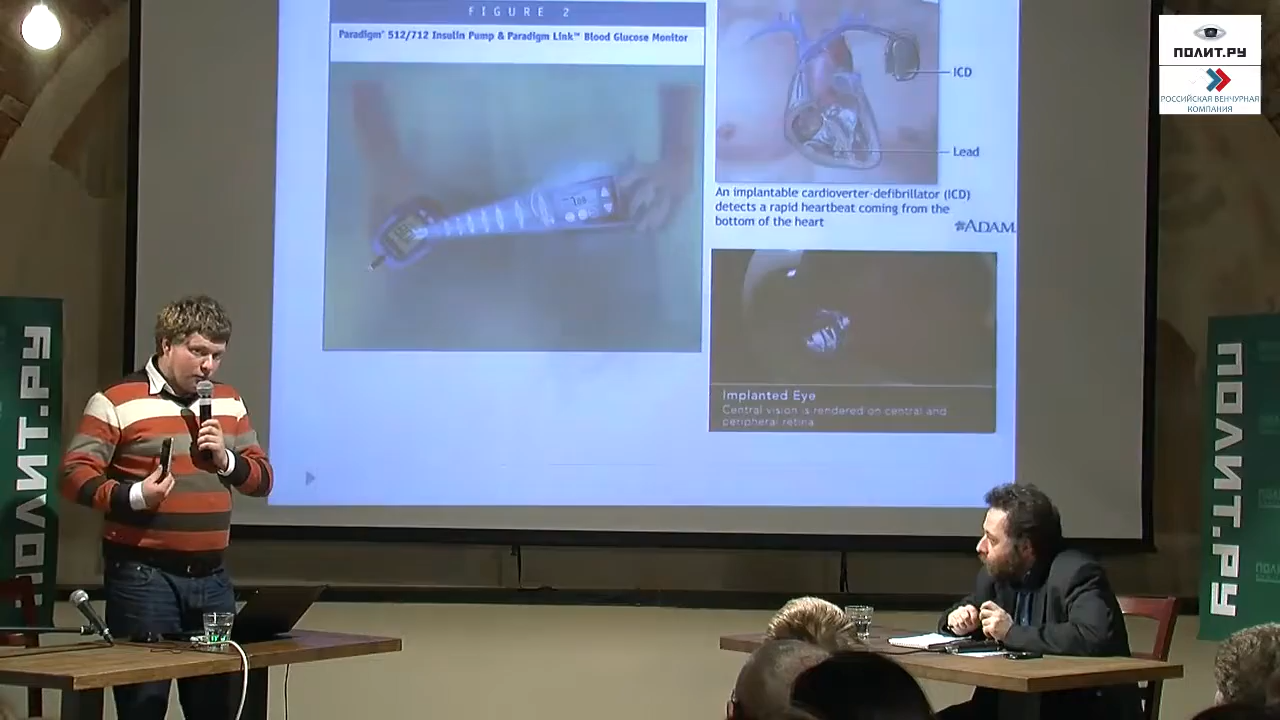 FIGURE 2
Paradigm® 512/712 Insulin Pump & Paradigm Link™ Blood Glucose Monitor
ICD
Lead
An implantable cardioverter-defibrillator (ICD)
detects a rapid heartbeat coming from the
bottom of the heart
ADAM
Implanted Eye
Central vision is rendered on central and
peripheral retina
ПОЛИТ.РУ
РОССИЙСКАЯ ВЕНЧУРНАЯ
КОМПАНИЯ
ПОЛИТ.РУ
ПОЛИТ.РУ